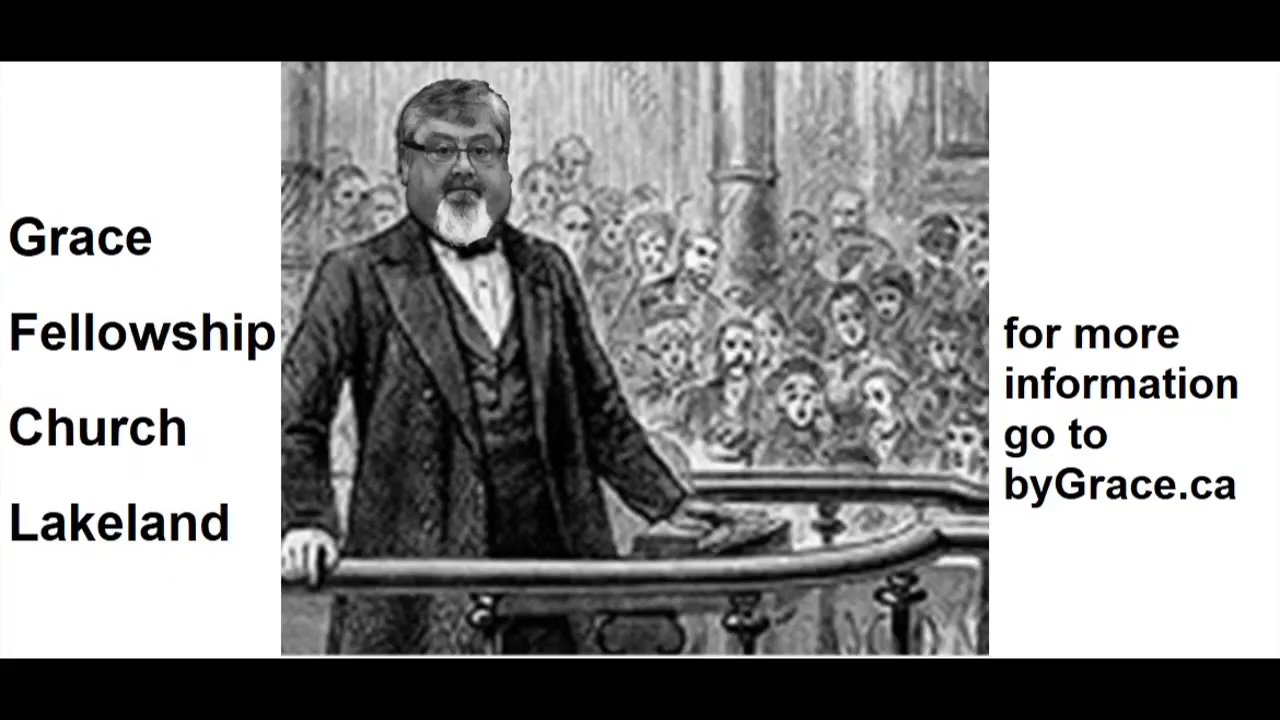 Grace
Fellowship
Church
Lakeland
for more
information
go to
byGrace.ca